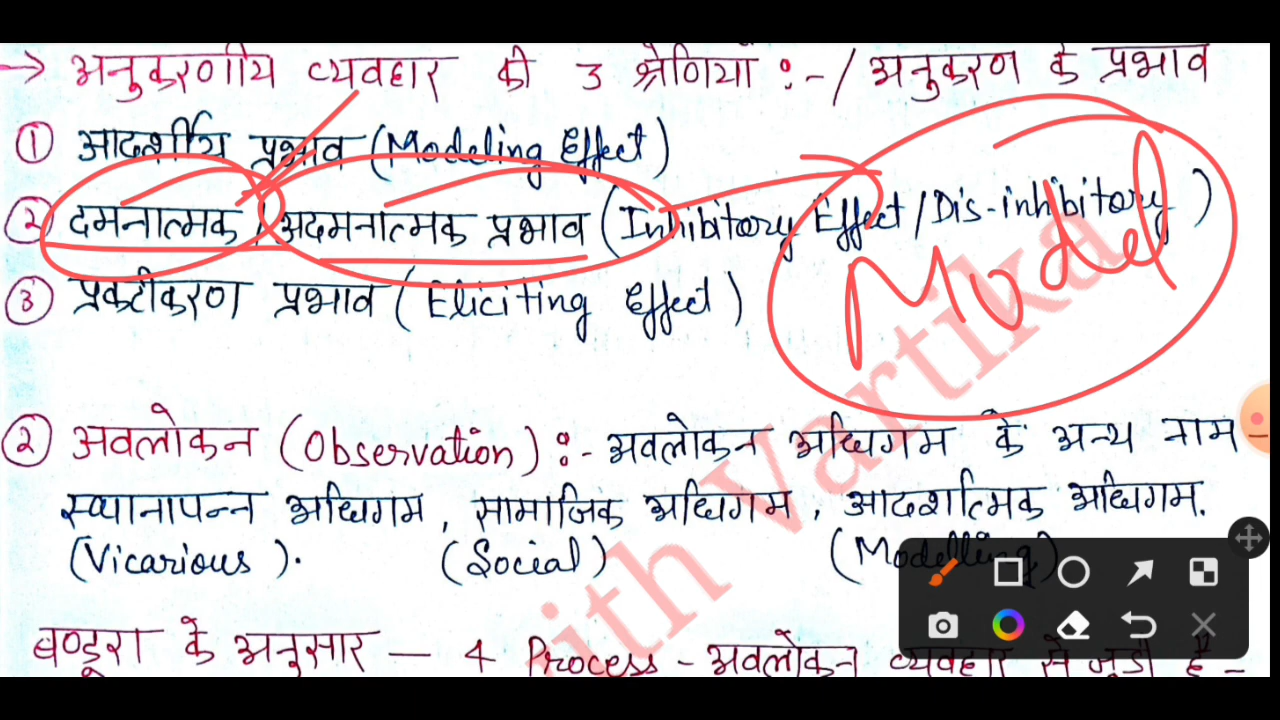 → अनुकरणीय व्यवहार की 3 श्रेणियाँ :- / अनुकरण के प्रभाव
① आदर्शीय प्रभाव (Modeling Effect)
② दमनात्मक / अदमनात्मक प्रभाव (Inhibitory Effect / Dis-inhibitory)
③ प्रकटीकरण प्रभाव (Eliciting Effect)
Model
② अवलोकन (Observation) :- अवलोकन अधिगम के अन्य नाम
स्थानापन्न अधिगम, सामाजिक अधिगम, आदर्शात्मक अधिगम.
(Vicarious). (Social) (Modelling)
बण्डूरा के अनुसार — 4 Process - अवलोकन व्यवहार से जुड़ी है -
ith Vartika